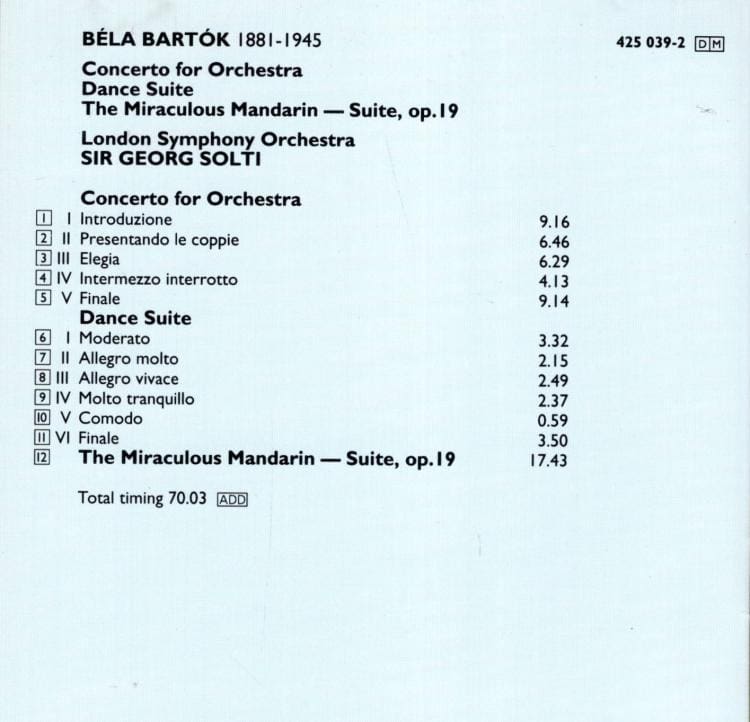 BÉLA BARTÓK 1881-1945
425 039-2 DM
Concerto for Orchestra
Dance Suite
The Miraculous Mandarin — Suite, op.19
London Symphony Orchestra
SIR GEORG SOLTI
Concerto for Orchestra
1 I Introduzione 9.16
2 II Presentando le coppie 6.46
3 III Elegia 6.29
4 IV Intermezzo interrotto 4.13
5 V Finale 9.14
Dance Suite
6 I Moderato 3.32
7 II Allegro molto 2.15
8 III Allegro vivace 2.49
9 IV Molto tranquillo 2.37
10 V Comodo 0.59
11 VI Finale 3.50
12 The Miraculous Mandarin — Suite, op.19 17.43
Total timing 70.03 ADD